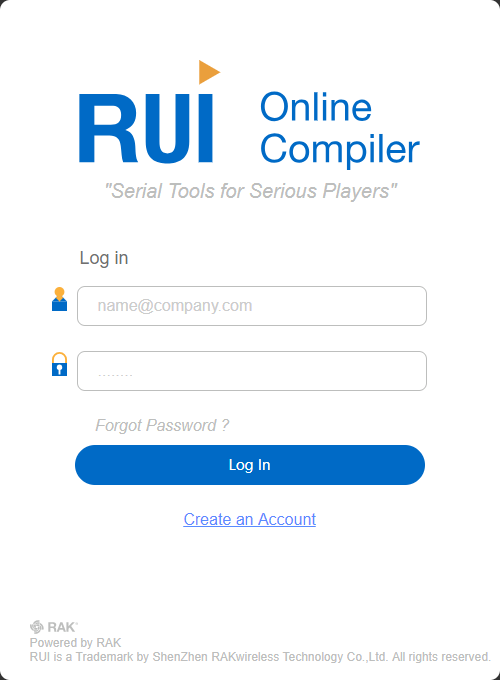 RUI
Online
Compiler
"Serial Tools for Serious Players"
Log in
name@company.com
........
Forgot Password ?
Log In
Create an Account
RAK
Powered by RAK
RUI is a Trademark by ShenZhen RAKwireless Technology Co.,Ltd. All rights reserved.